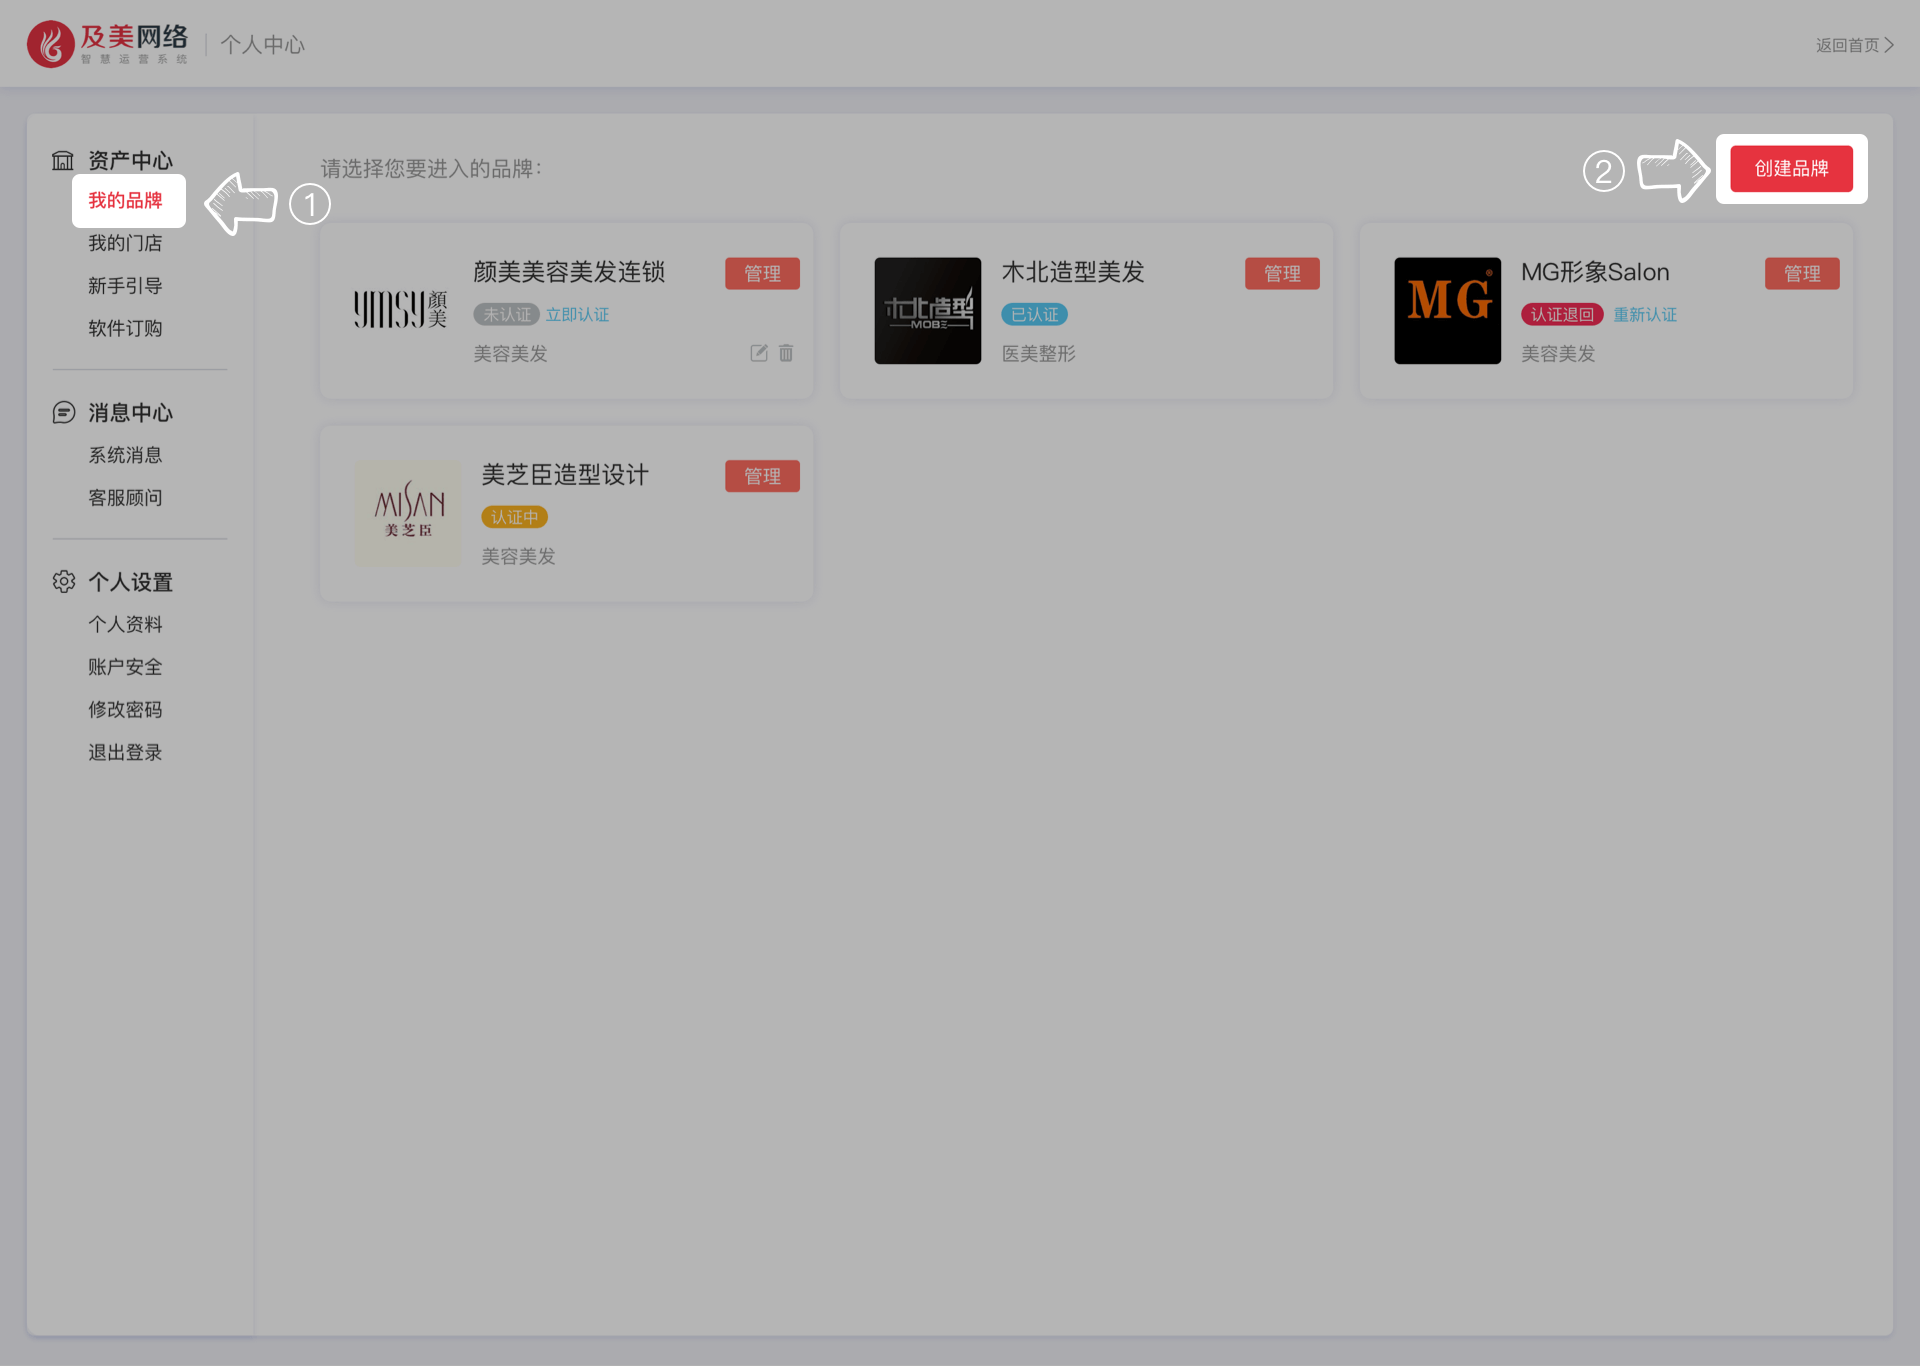 及美网络
智慧运营系统
个人中心
返回首页
资产中心
我的品牌
①
我的门店
新手引导
软件订购
消息中心
系统消息
客服顾问
个人设置
个人资料
账户安全
修改密码
退出登录
请选择您要进入的品牌：
②
创建品牌
ymsy顏美
颜美美容美发连锁
管理
未认证 立即认证
美容美发
木北造型
MOBEI
木北造型美发
管理
已认证
医美整形
MG®
MG形象Salon
管理
认证退回 重新认证
美容美发
MISAN
美芝臣
美芝臣造型设计
管理
认证中
美容美发